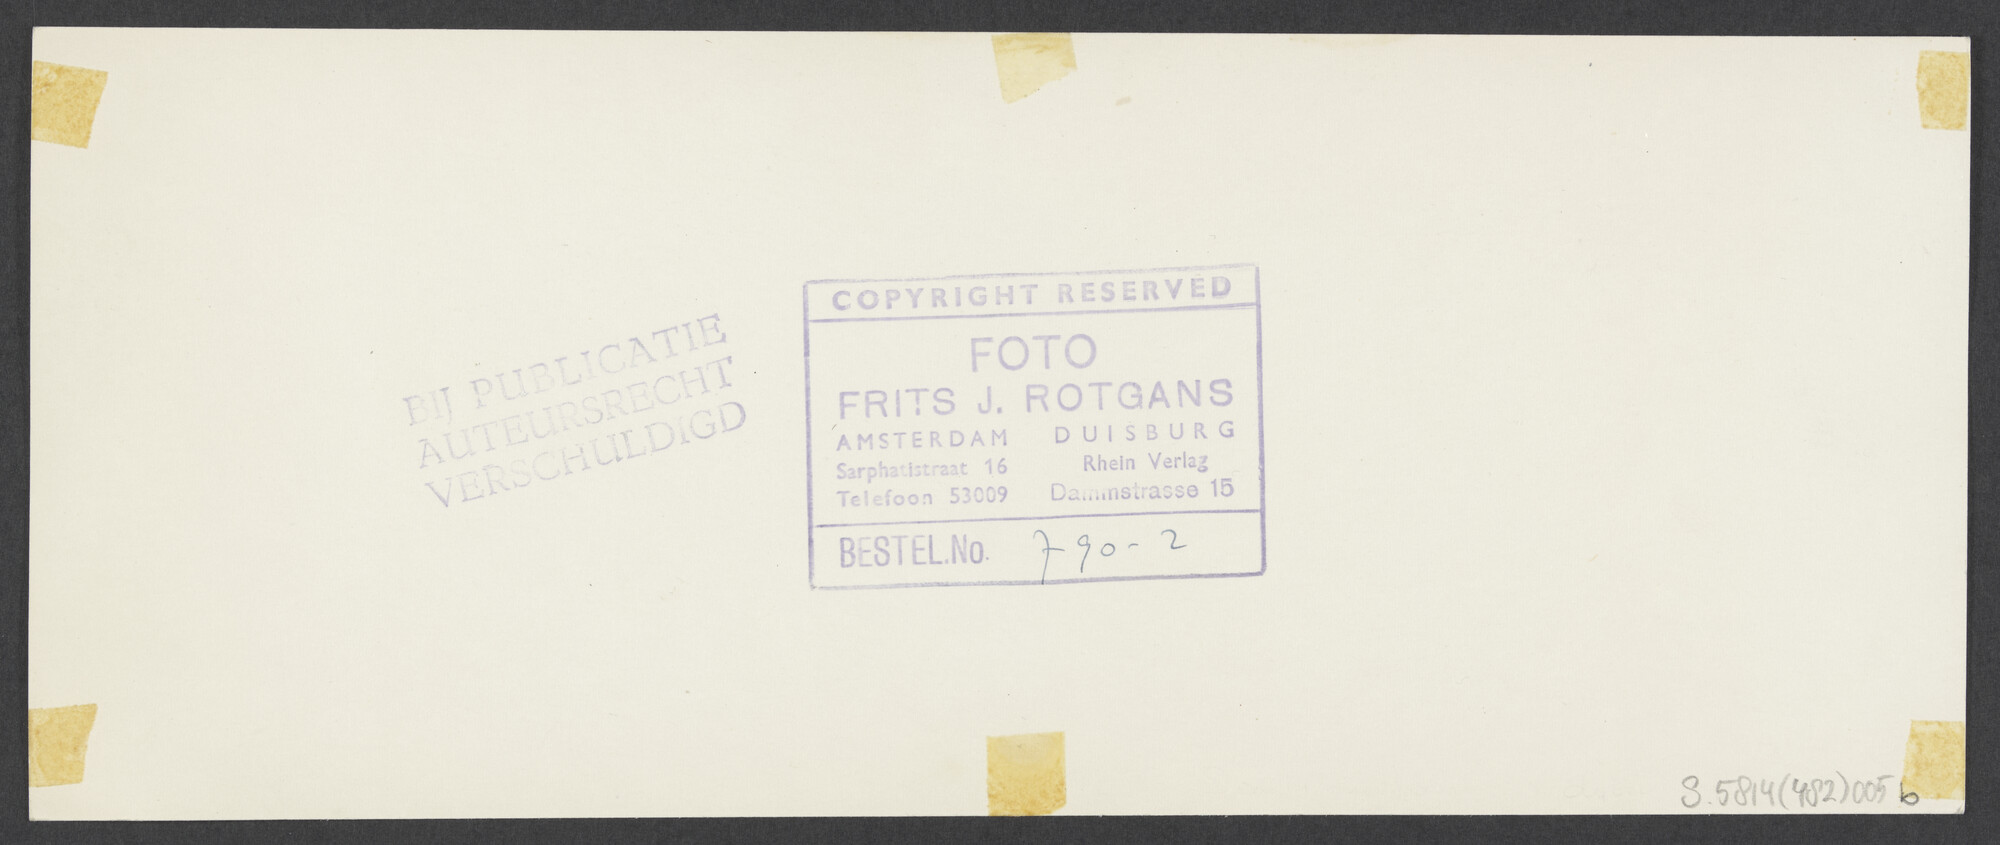 BIJ PUBLICATIE
AUTEURSRECHT
VERSCHULDIGD
COPYRIGHT RESERVED
FOTO
FRITS J. ROTGANS
AMSTERDAM DUISBURG
Sarphatistraat 16 Rhein Verlag
Telefoon 53009 Dammstrasse 15
BESTEL.No. 790-2
S.5814(482)005 b